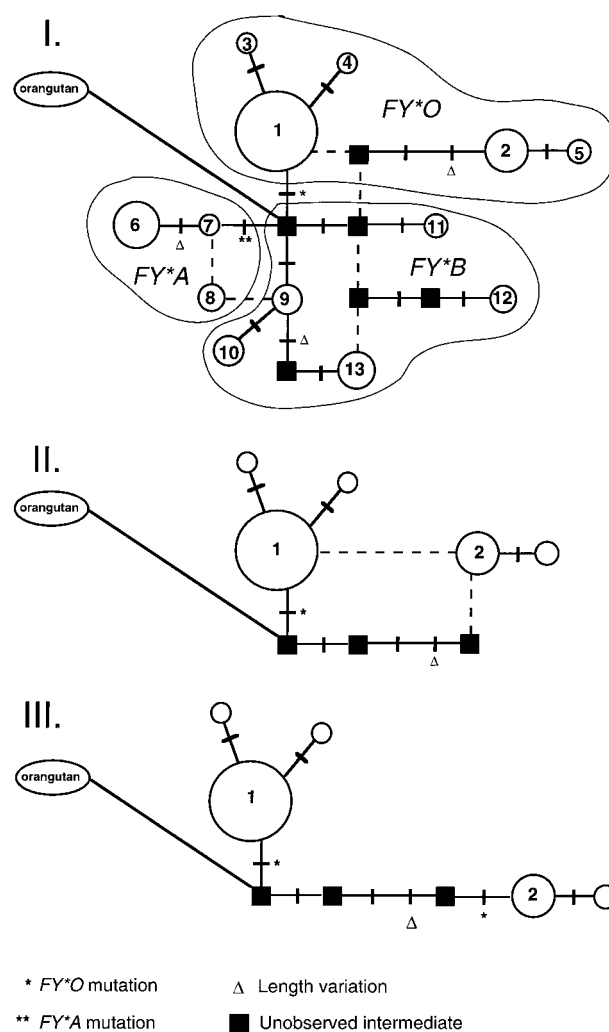 I.
3
4
orangutan
FY*O
1
2
5
Δ
*
6
7
11
Δ
**
FY*A
FY*B
8
9
12
10
Δ
13
II.
orangutan
1
2
*
Δ
III.
orangutan
1
*
2
Δ
*
* FY*O mutation
Δ Length variation
** FY*A mutation
■ Unobserved intermediate